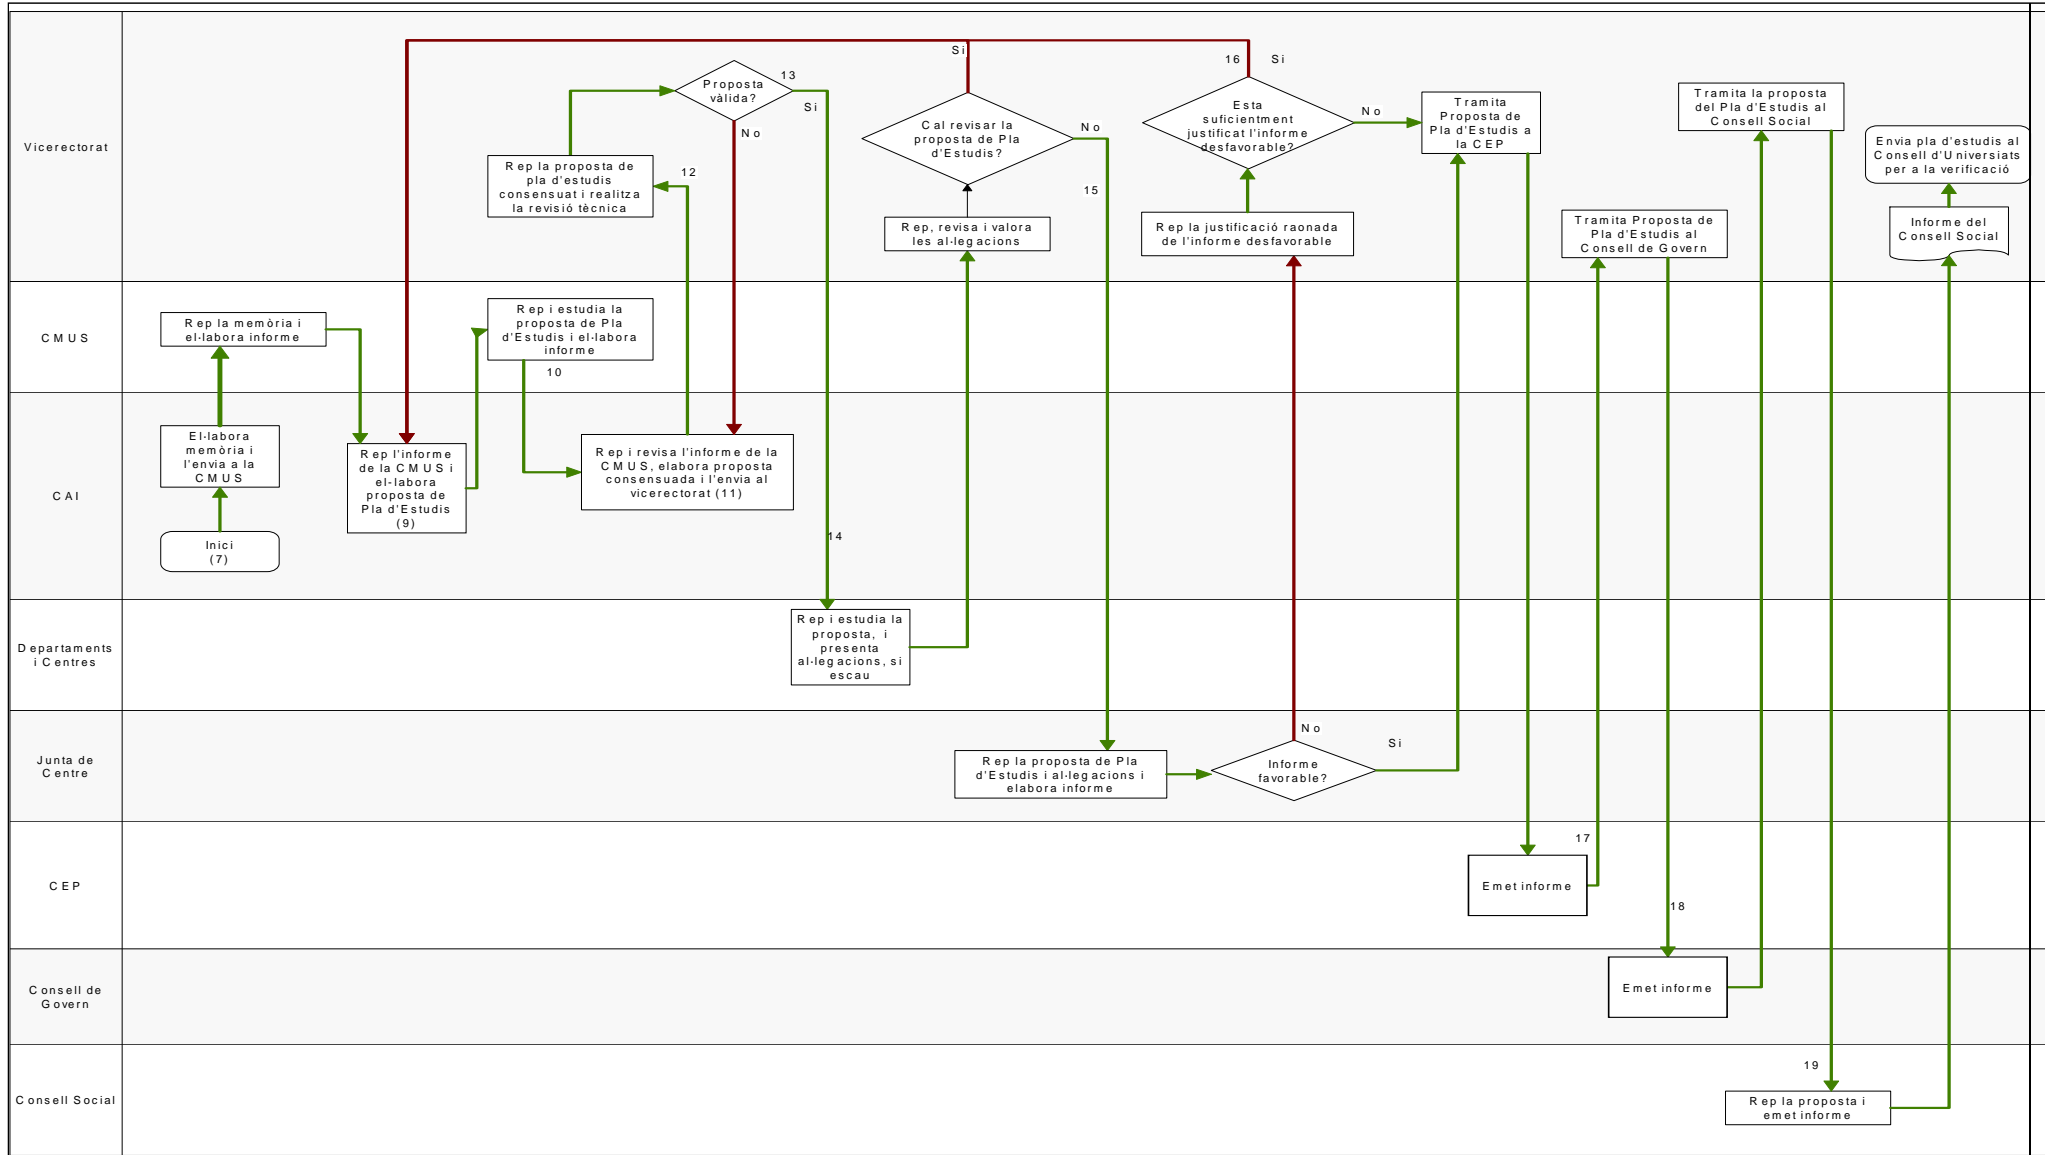 Vicerectorat
Si
13
Proposta
vàlida?
Si
No
Rep la proposta de
pla d'estudis
consensuat i realitza
la revisió tècnica
12
Cal revisar la
proposta de Pla
d'Estudis?
No
15
Rep, revisa i valora
les al·legacions
16
Si
Esta
suficientment
justificat l'informe
desfavorable?
No
Rep la justificació raonada
de l'informe desfavorable
Tramita
Proposta de
Pla d'Estudis a
la CEP
Tramita Proposta de
Pla d'Estudis al
Consell de Govern
Tramita la proposta
del Pla d'Estudis al
Consell Social
Envia pla d'estudis al
Consell d'Universiats
per a la verificació
Informe del
Consell Social
CMUS
Rep la memòria i
el·labora informe
Rep i estudia la
proposta de Pla
d'Estudis i el·labora
informe
10
CAI
El·labora
memòria i
l'envia a la
CMUS
Inici
(7)
Rep l'informe
de la CMUS i
el·labora
proposta de
Pla d'Estudis
(9)
Rep i revisa l'informe de la
CMUS, elabora proposta
consensuada i l'envia al
vicerectorat (11)
14
Departaments
i Centres
Rep i estudia la
proposta, i
presenta
al·legacions, si
escau
Junta de
Centre
Rep la proposta de Pla
d'Estudis i al·legacions i
elabora informe
No
Informe
favorable?
Si
CEP
Emet informe
17
18
Consell de
Govern
Emet informe
Consell Social
19
Rep la proposta i
emet informe